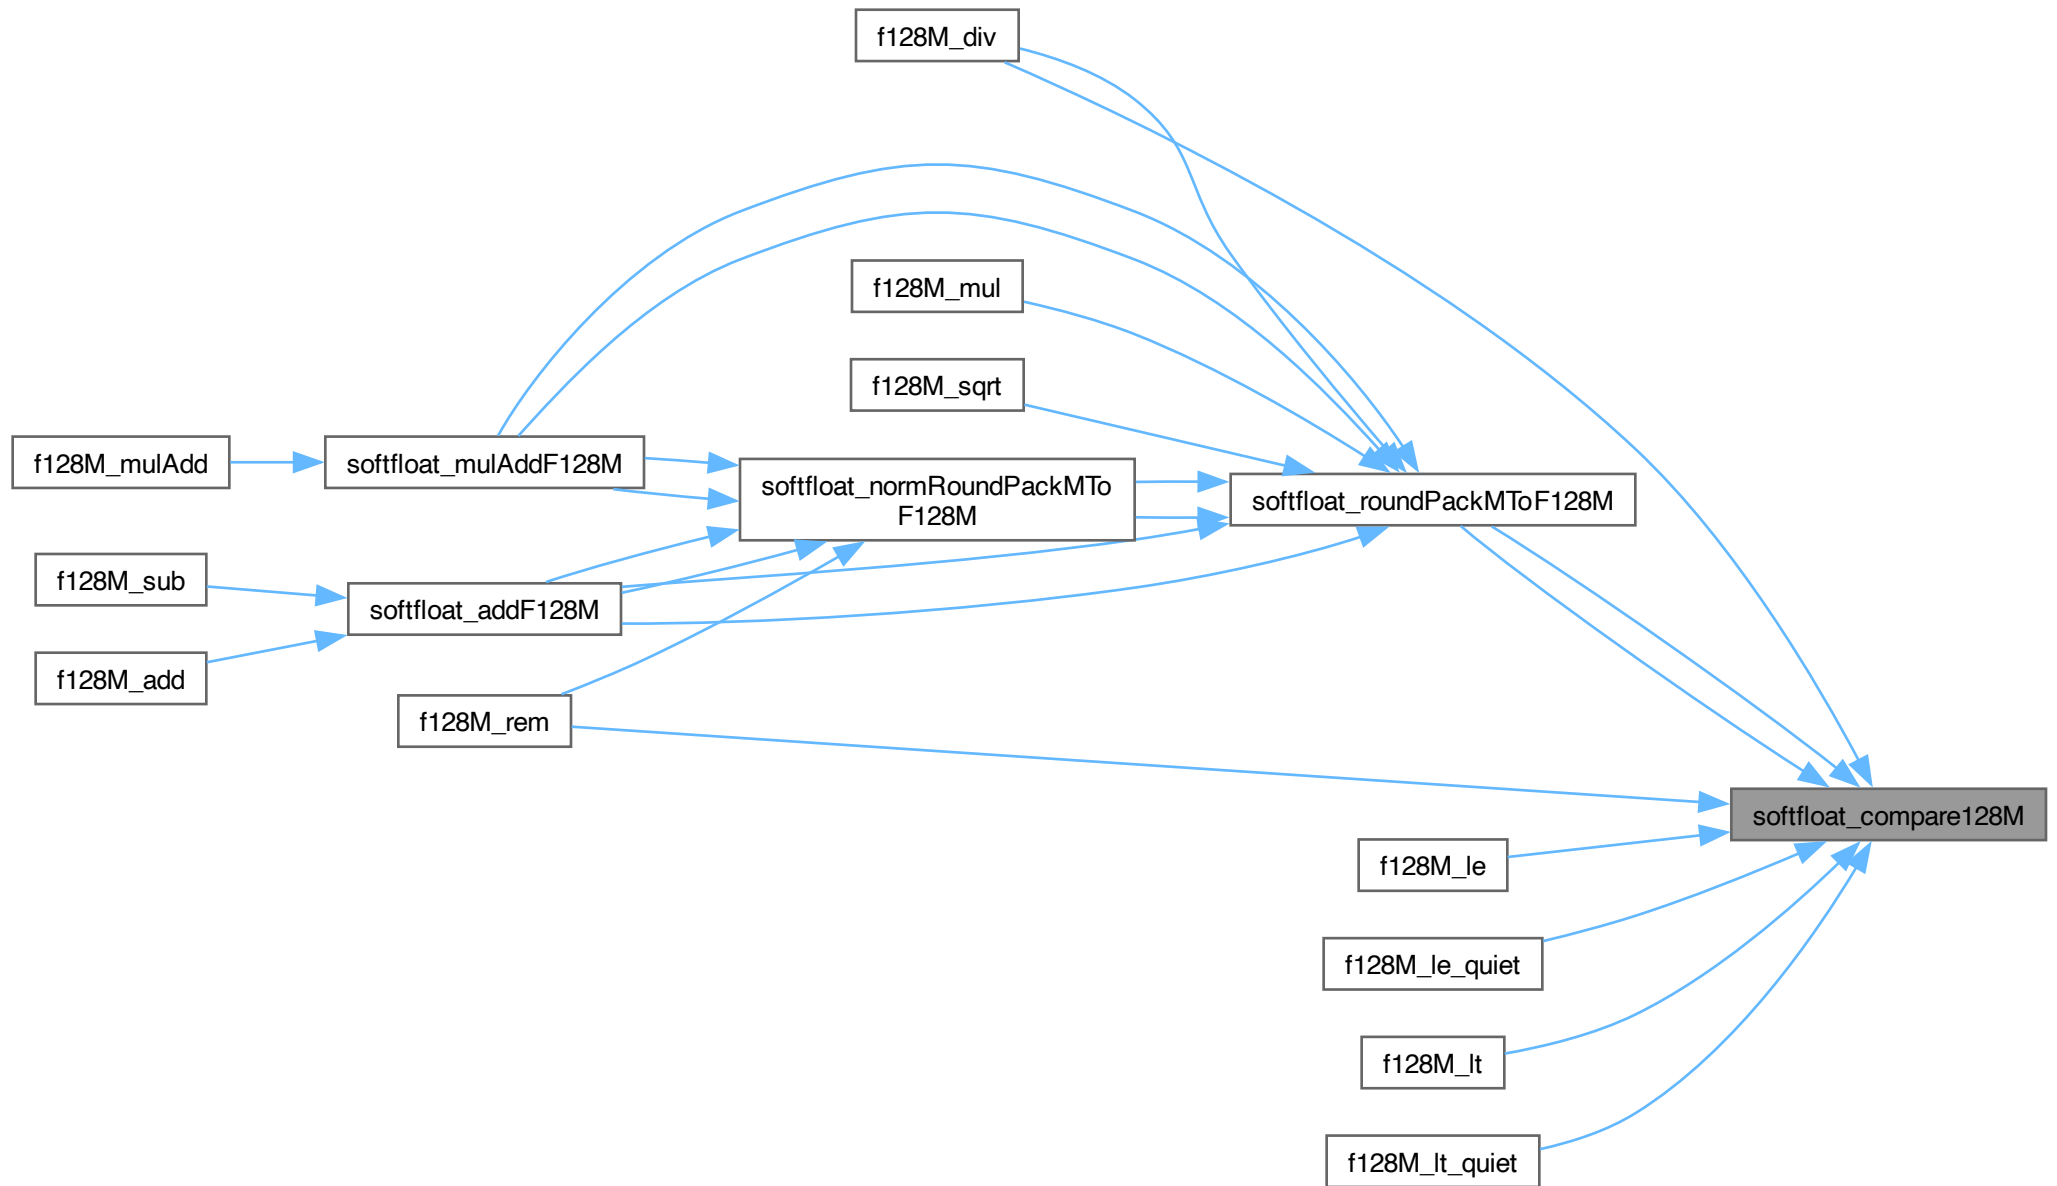 f128M_div
f128M_mul
f128M_sqrt
f128M_mulAdd
softfloat_mulAddF128M
softfloat_normRoundPackMTo
F128M
softfloat_roundPackMToF128M
f128M_sub
softfloat_addF128M
f128M_add
f128M_rem
softfloat_compare128M
f128M_le
f128M_le_quiet
f128M_lt
f128M_lt_quiet